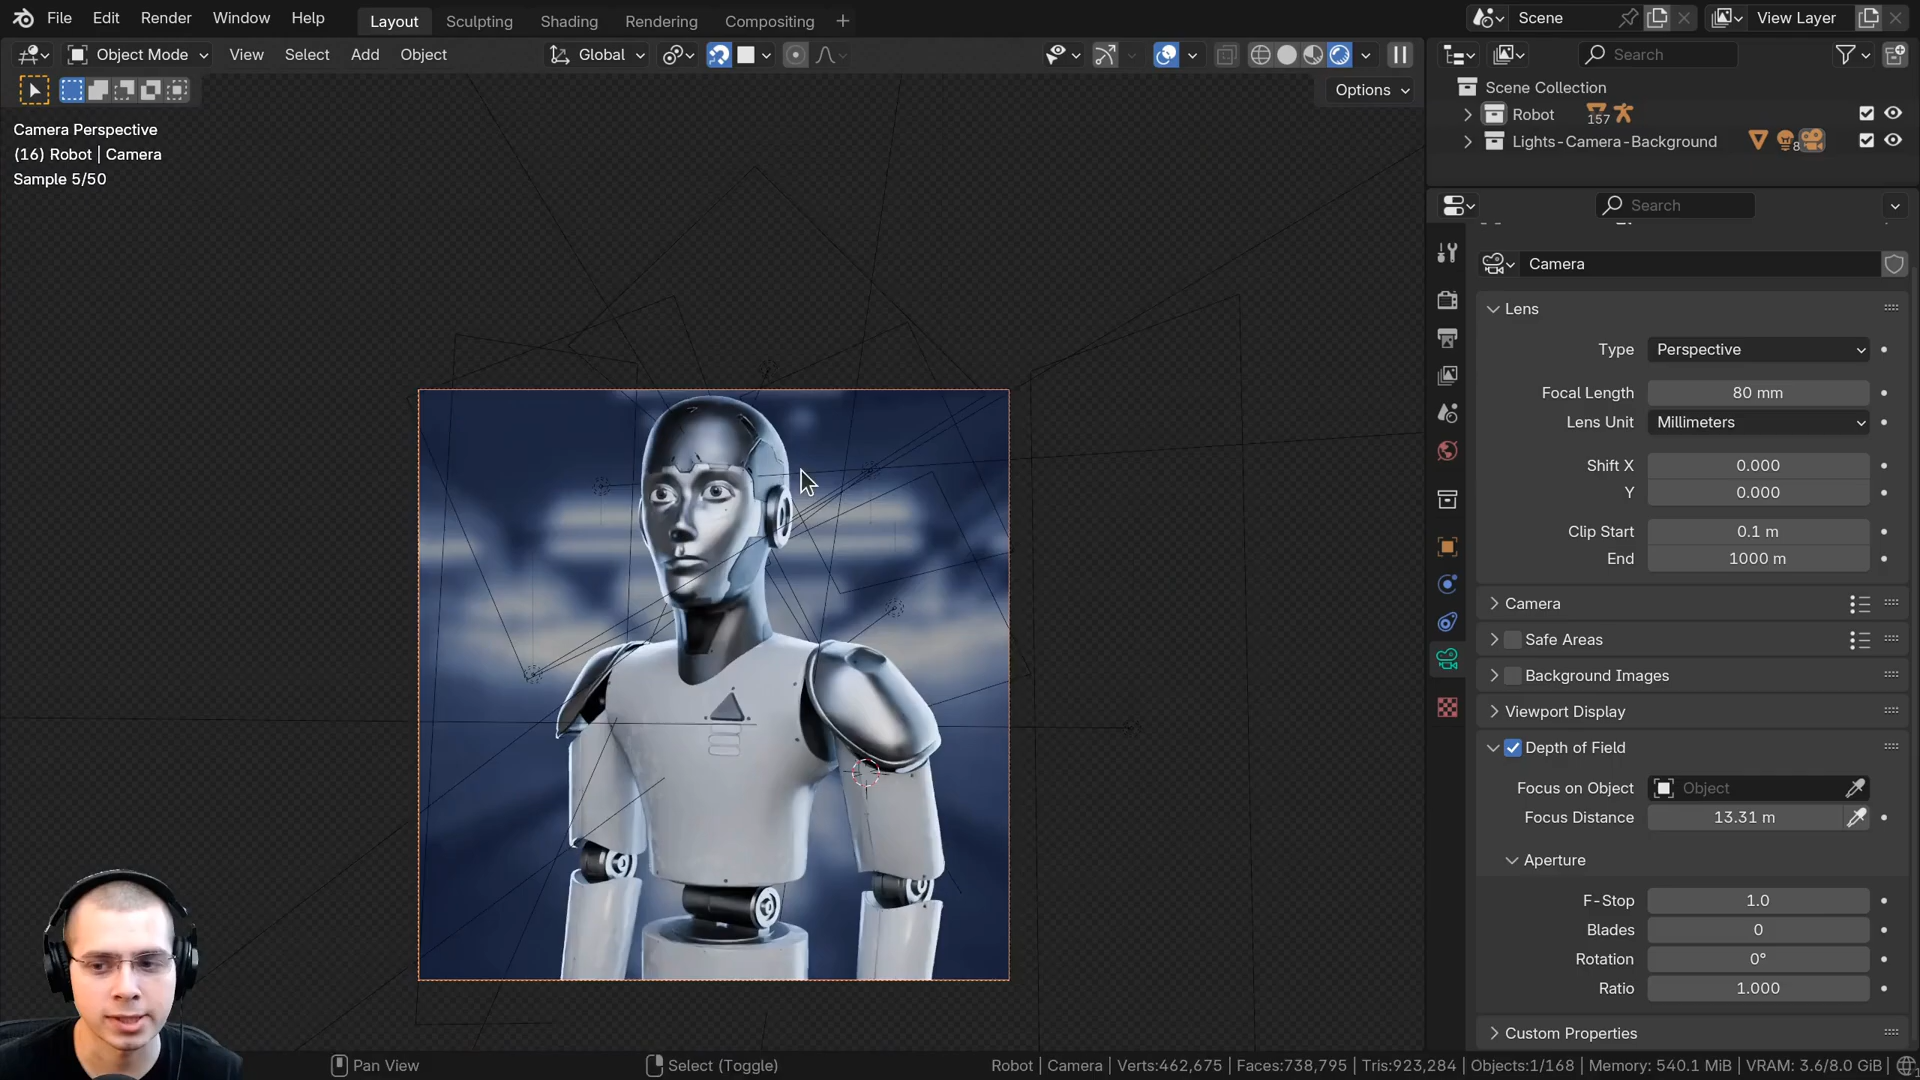 File Edit Render Window Help
Layout Sculpting Shading Rendering Compositing +
Scene
View Layer
Object Mode View Select Add Object
Global
Search
Options
Camera Perspective
(16) Robot | Camera
Sample 5/50
Scene Collection
Robot 157
Lights-Camera-Background 8
Search
Camera
Lens
Type Perspective
Focal Length 80 mm
Lens Unit Millimeters
Shift X 0.000
Y 0.000
Clip Start 0.1 m
End 1000 m
Camera
Safe Areas
Background Images
Viewport Display
Depth of Field
Focus on Object Object
Focus Distance 13.31 m
Aperture
F-Stop 1.0
Blades 0
Rotation 0°
Ratio 1.000
Custom Properties
Pan View
Select (Toggle)
Robot | Camera | Verts:462,675 | Faces:738,795 | Tris:923,284 | Objects:1/168 | Memory: 540.1 MiB | VRAM: 3.6/8.0 GiB